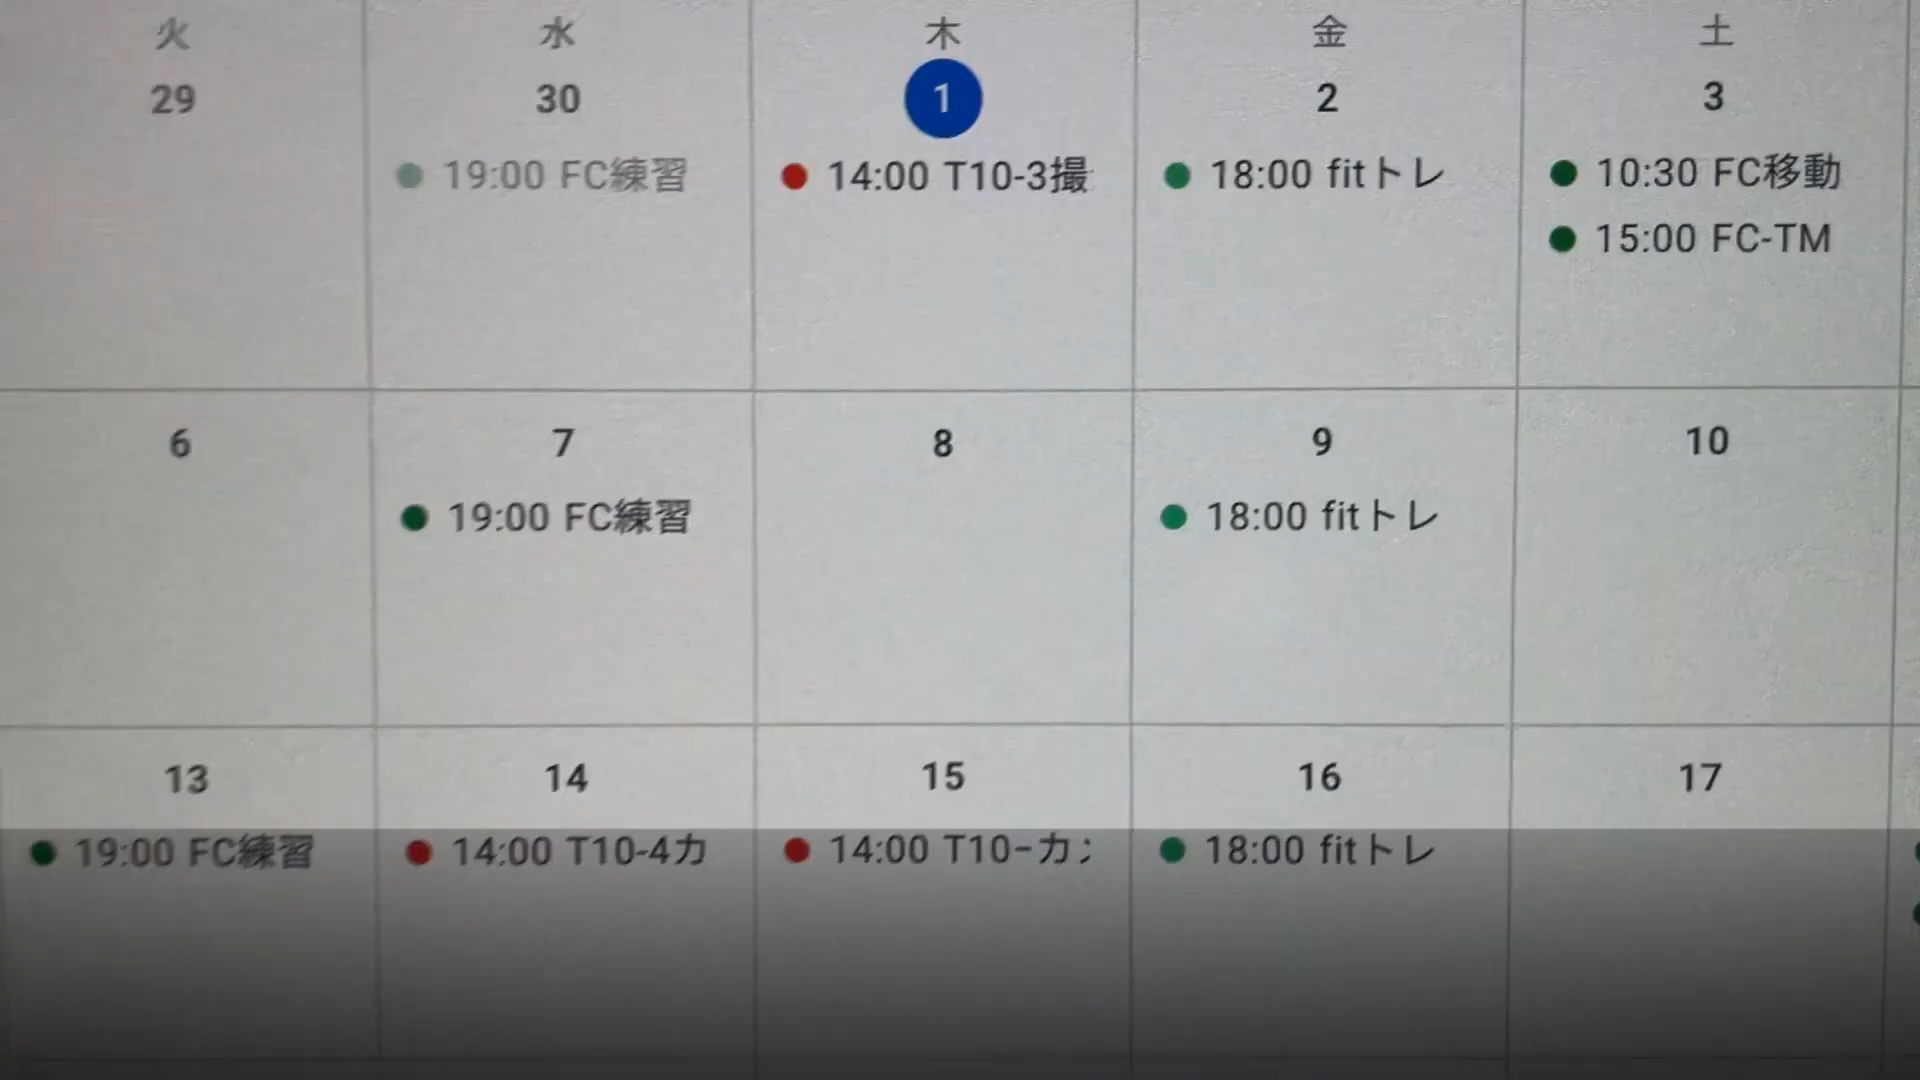 火 水 木 金 土
29 30 1 2 3
19:00 FC練習 14:00 T10-3撮 18:00 fitトレ 10:30 FC移動
15:00 FC-TM
6 7 8 9 10
19:00 FC練習 18:00 fitトレ
13 14 15 16 17
19:00 FC練習 14:00 T10-4カ 14:00 T10-カ 18:00 fitトレ